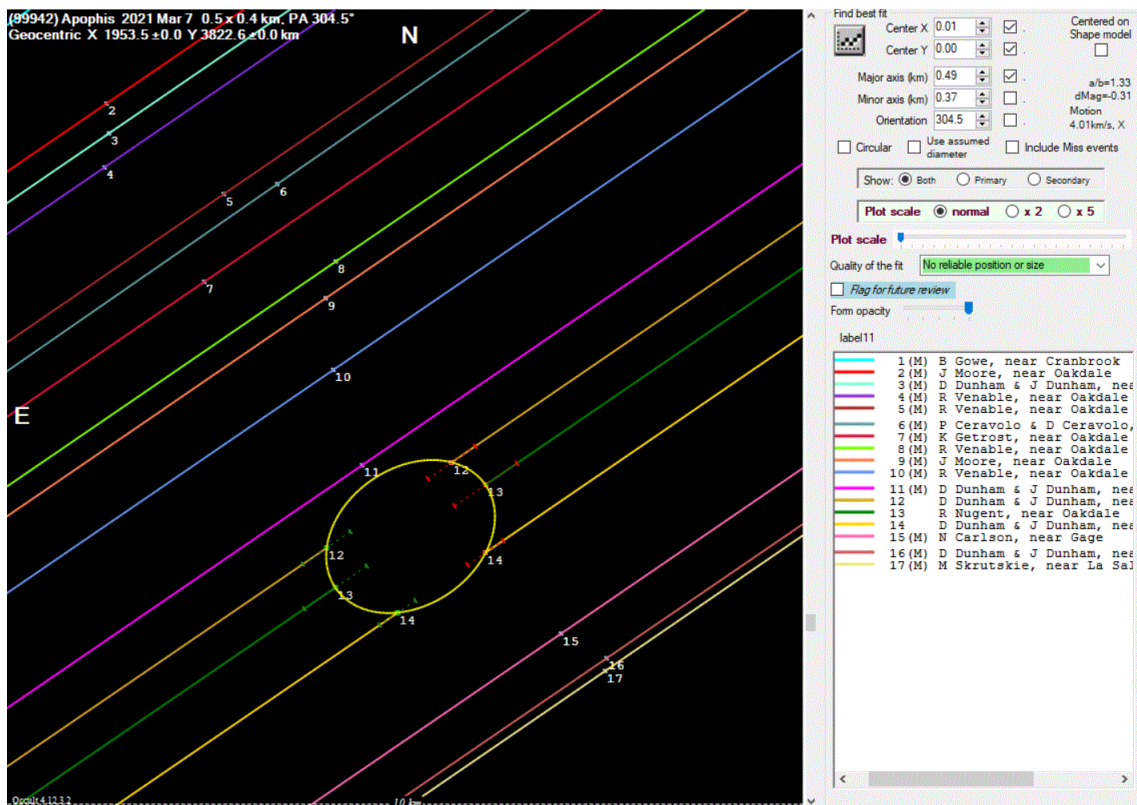 (99942) Apophis  2021 Mar 7  0.5 x 0.4 km, PA 304.5°
Geocentric X 1953.5 ±0.0 Y 3822.6 ±0.0 km
N
E
2
3
4
5
6
7
8
9
10
11
12
13
14
12
13
14
15
16
17
Occult 4.12.3.2
10 km
Find best fit
Center X 0.01
Center Y 0.00
Centered on
Shape model
Major axis (km) 0.49
Minor axis (km) 0.37
Orientation 304.5
a/b=1.33
dMag=-0.31
Motion
4.01km/s, X
Circular
Use assumed
diameter
Include Miss events
Show: Both Primary Secondary
Plot scale normal x 2 x 5
Plot scale
Quality of the fit No reliable position or size
Flag for future review
Form opacity
label11
1(M) B Gowe, near Cranbrook
2(M) J Moore, near Oakdale
3(M) D Dunham & J Dunham, nea
4(M) R Venable, near Oakdale
5(M) R Venable, near Oakdale
6(M) P Ceravolo & D Ceravolo,
7(M) K Getrost, near Oakdale
8(M) R Venable, near Oakdale
9(M) J Moore, near Oakdale
10(M) R Venable, near Oakdale
11(M) D Dunham & J Dunham, nea
12 D Dunham & J Dunham, nea
13 R Nugent, near Oakdale
14 D Dunham & J Dunham, nea
15(M) N Carlson, near Gage
16(M) D Dunham & J Dunham, nea
17(M) M Skrutskie, near La Sal